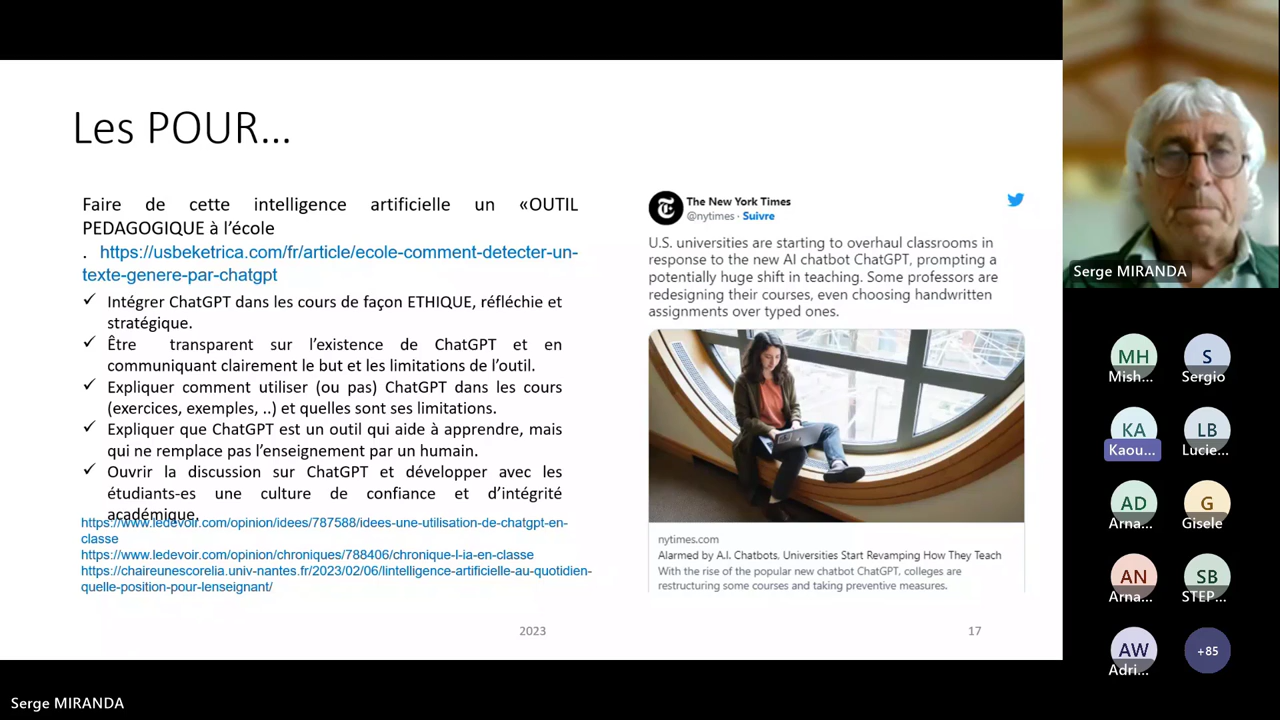 Les POUR...
Faire de cette intelligence artificielle un «OUTIL
PEDAGOGIQUE à l'école
. https://usbeketrica.com/fr/article/ecole-comment-detecter-un-
texte-genere-par-chatgpt
✓ Intégrer ChatGPT dans les cours de façon ETHIQUE, réfléchie et
stratégique.
✓ Être transparent sur l'existence de ChatGPT et en
communiquant clairement le but et les limitations de l'outil.
✓ Expliquer comment utiliser (ou pas) ChatGPT dans les cours
(exercices, exemples, ..) et quelles sont ses limitations.
✓ Expliquer que ChatGPT est un outil qui aide à apprendre, mais
qui ne remplace pas l'enseignement par un humain.
✓ Ouvrir la discussion sur ChatGPT et développer avec les
étudiants-es une culture de confiance et d'intégrité
académique.
https://www.ledevoir.com/opinion/idees/787588/idees-une-utilisation-de-chatgpt-en-
classe
https://www.ledevoir.com/opinion/chroniques/788406/chronique-l-ia-en-classe
https://chaireunescorelia.univ-nantes.fr/2023/02/06/lintelligence-artificielle-au-quotidien-
quelle-position-pour-lenseignant/
The New York Times
@nytimes · Suivre
U.S. universities are starting to overhaul classrooms in
response to the new AI chatbot ChatGPT, prompting a
potentially huge shift in teaching. Some professors are
redesigning their courses, even choosing handwritten
assignments over typed ones.
nytimes.com
Alarmed by A.I. Chatbots, Universities Start Revamping How They Teach
With the rise of the popular new chatbot ChatGPT, colleges are
restructuring some courses and taking preventive measures.
2023
17
Serge MIRANDA
MH
Mish...
S
Sergio
KA
Kaou...
LB
Lucie...
AD
Arna...
G
Gisele
AN
Arna...
SB
STEP...
AW
Adri...
+85
Serge MIRANDA